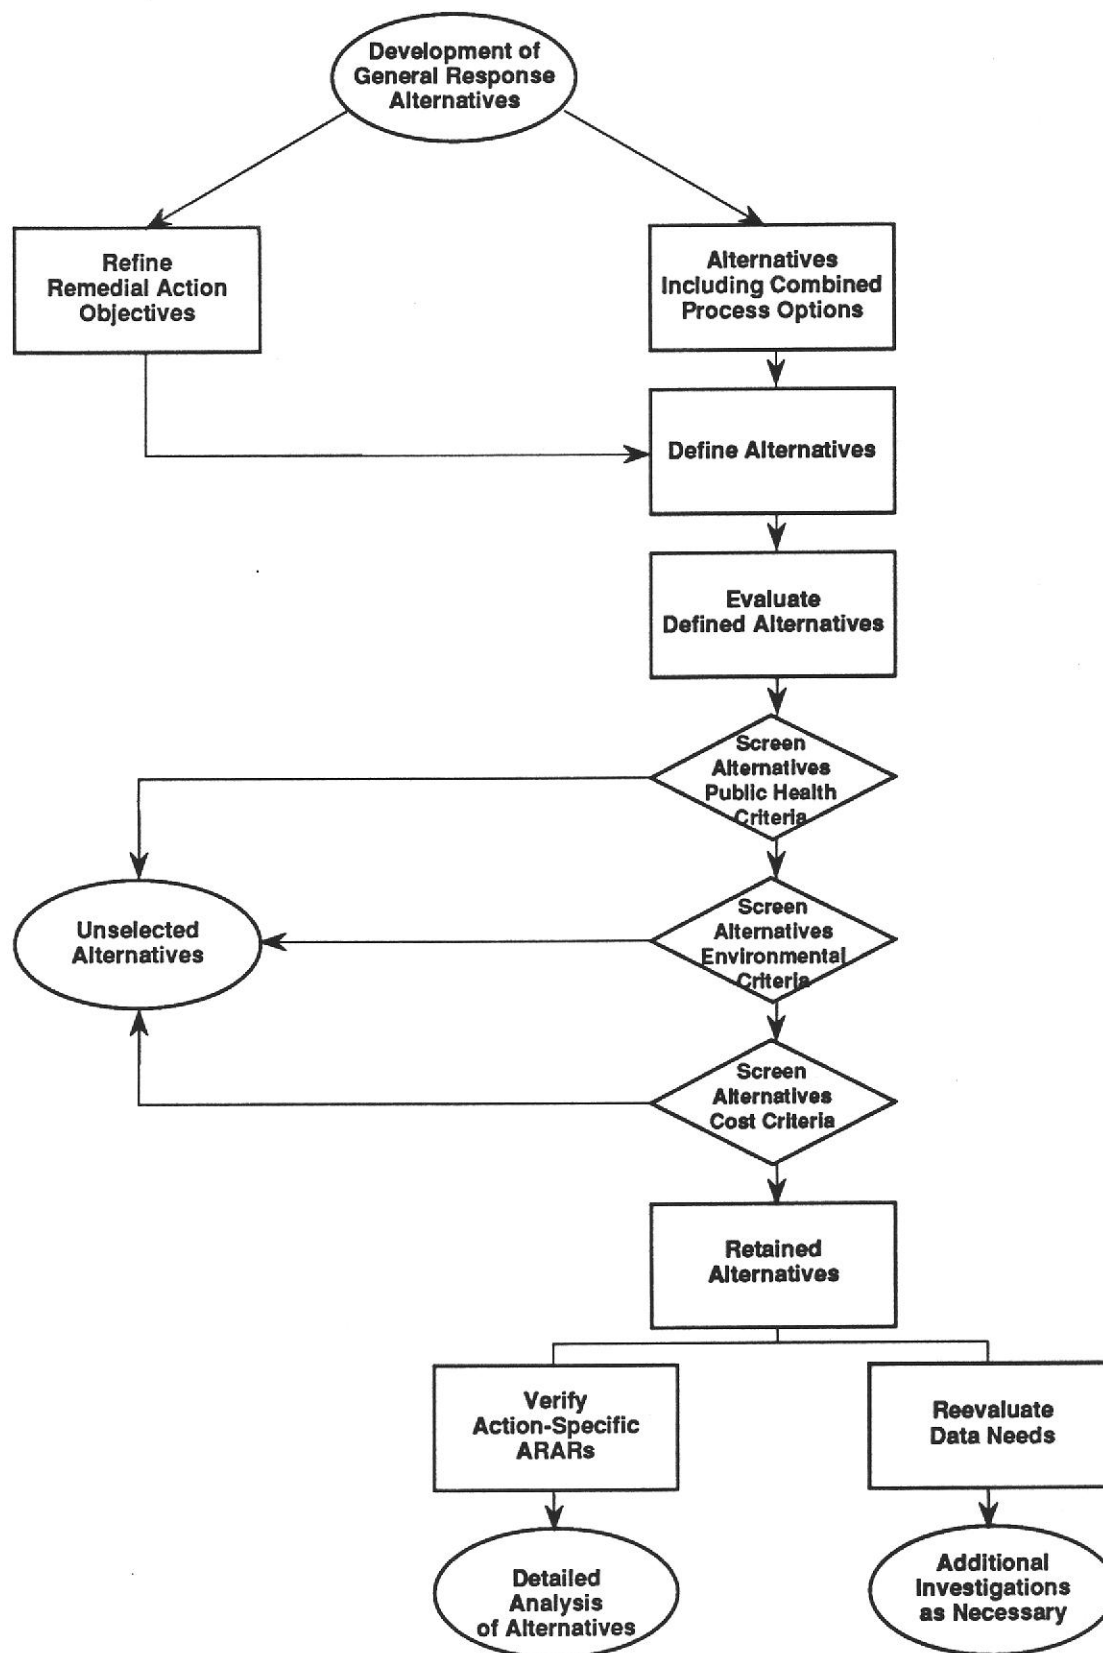 Development of
General Response
Alternatives
Refine
Remedial Action
Objectives
Alternatives
Including Combined
Process Options
Define Alternatives
Evaluate
Defined Alternatives
Screen
Alternatives
Public Health
Criteria
Unselected
Alternatives
Screen
Alternatives
Environmental
Criteria
Screen
Alternatives
Cost Criteria
Retained
Alternatives
Verify
Action-Specific
ARARs
Reevaluate
Data Needs
Detailed
Analysis
of Alternatives
Additional
Investigations
as Necessary